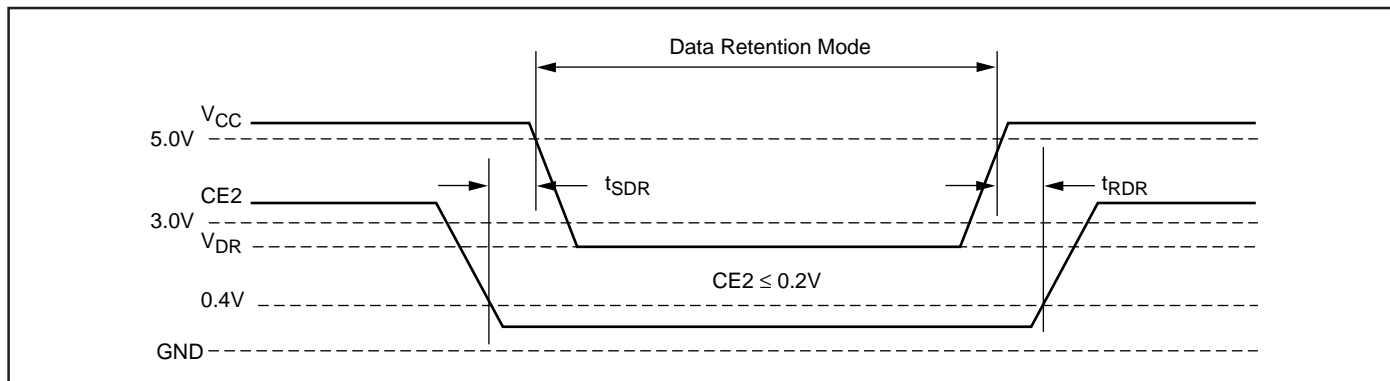 Data Retention Mode
VCC
5.0V
tSDR
tRDR
CE2
3.0V
VDR
CE2 ≤ 0.2V
0.4V
GND